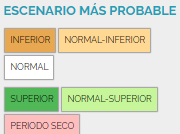 ESCENARIO MÁS PROBABLE
INFERIOR NORMAL-INFERIOR
NORMAL
SUPERIOR NORMAL-SUPERIOR
PERIODO SECO